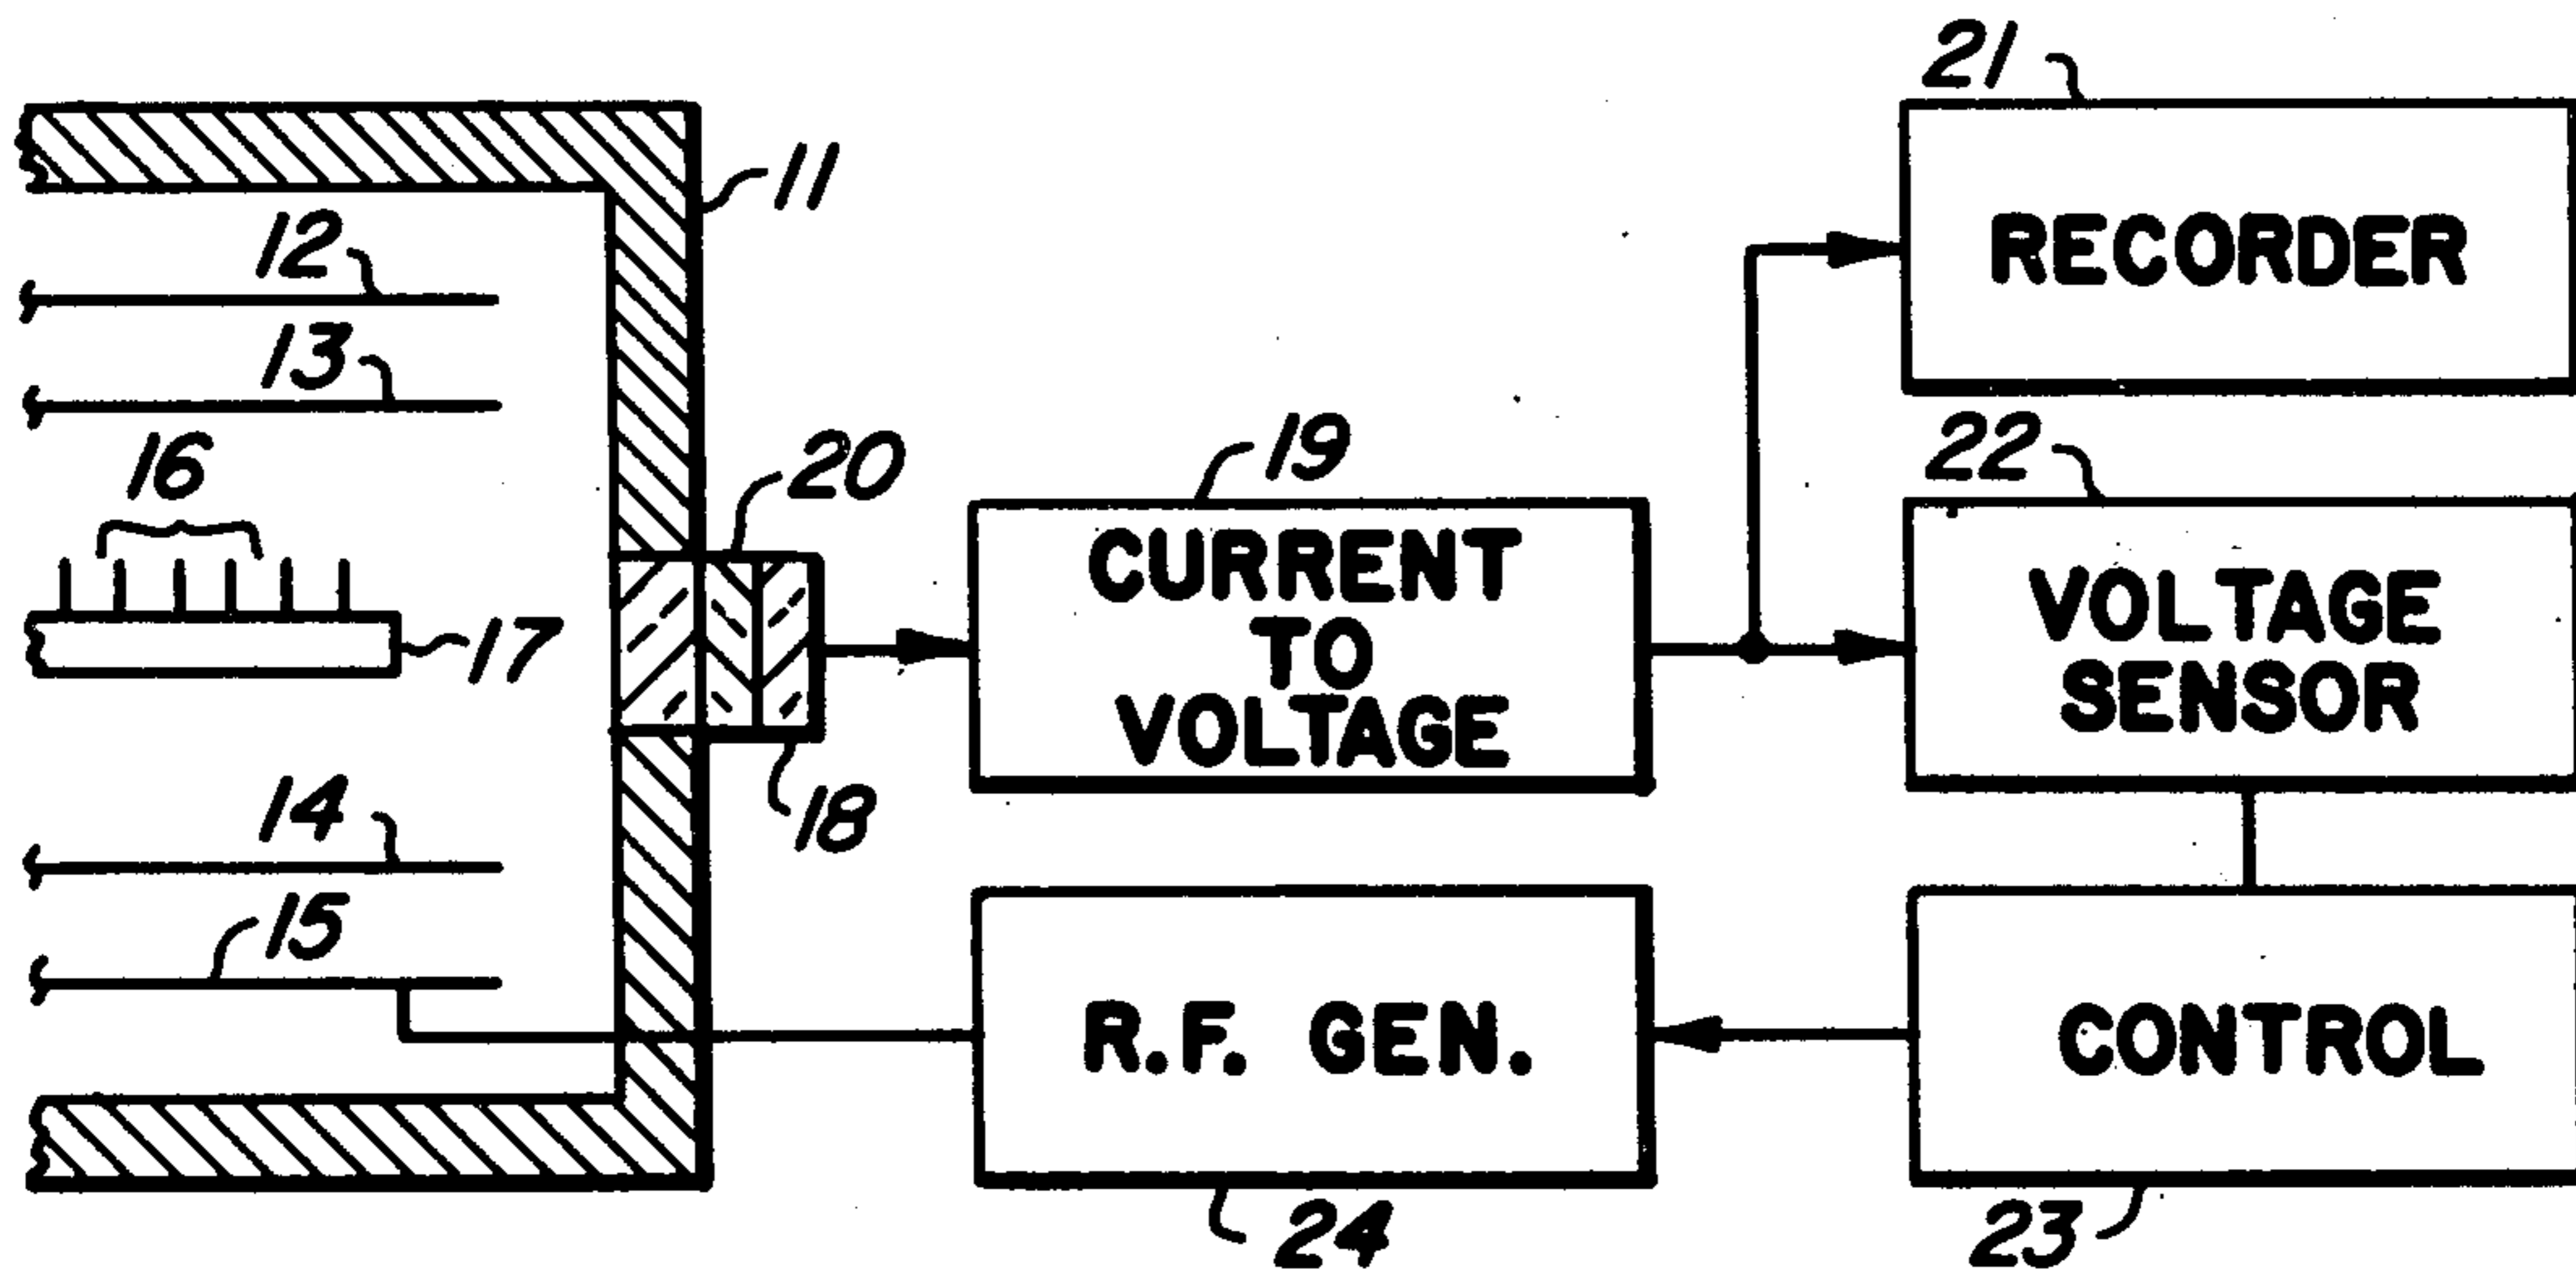 21
RECORDER
11
12
13
16
20
19
CURRENT
TO
VOLTAGE
22
VOLTAGE
SENSOR
17
18
14
15
R.F. GEN.
CONTROL
24
23